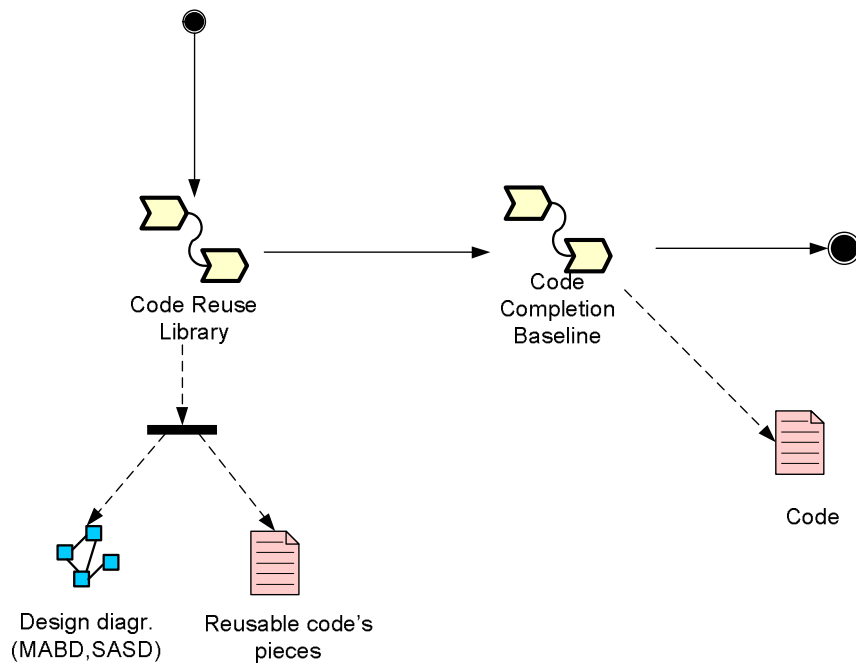 Code Reuse
Library
Code
Completion
Baseline
Code
Design diagr.
(MABD,SASD)
Reusable code's
pieces